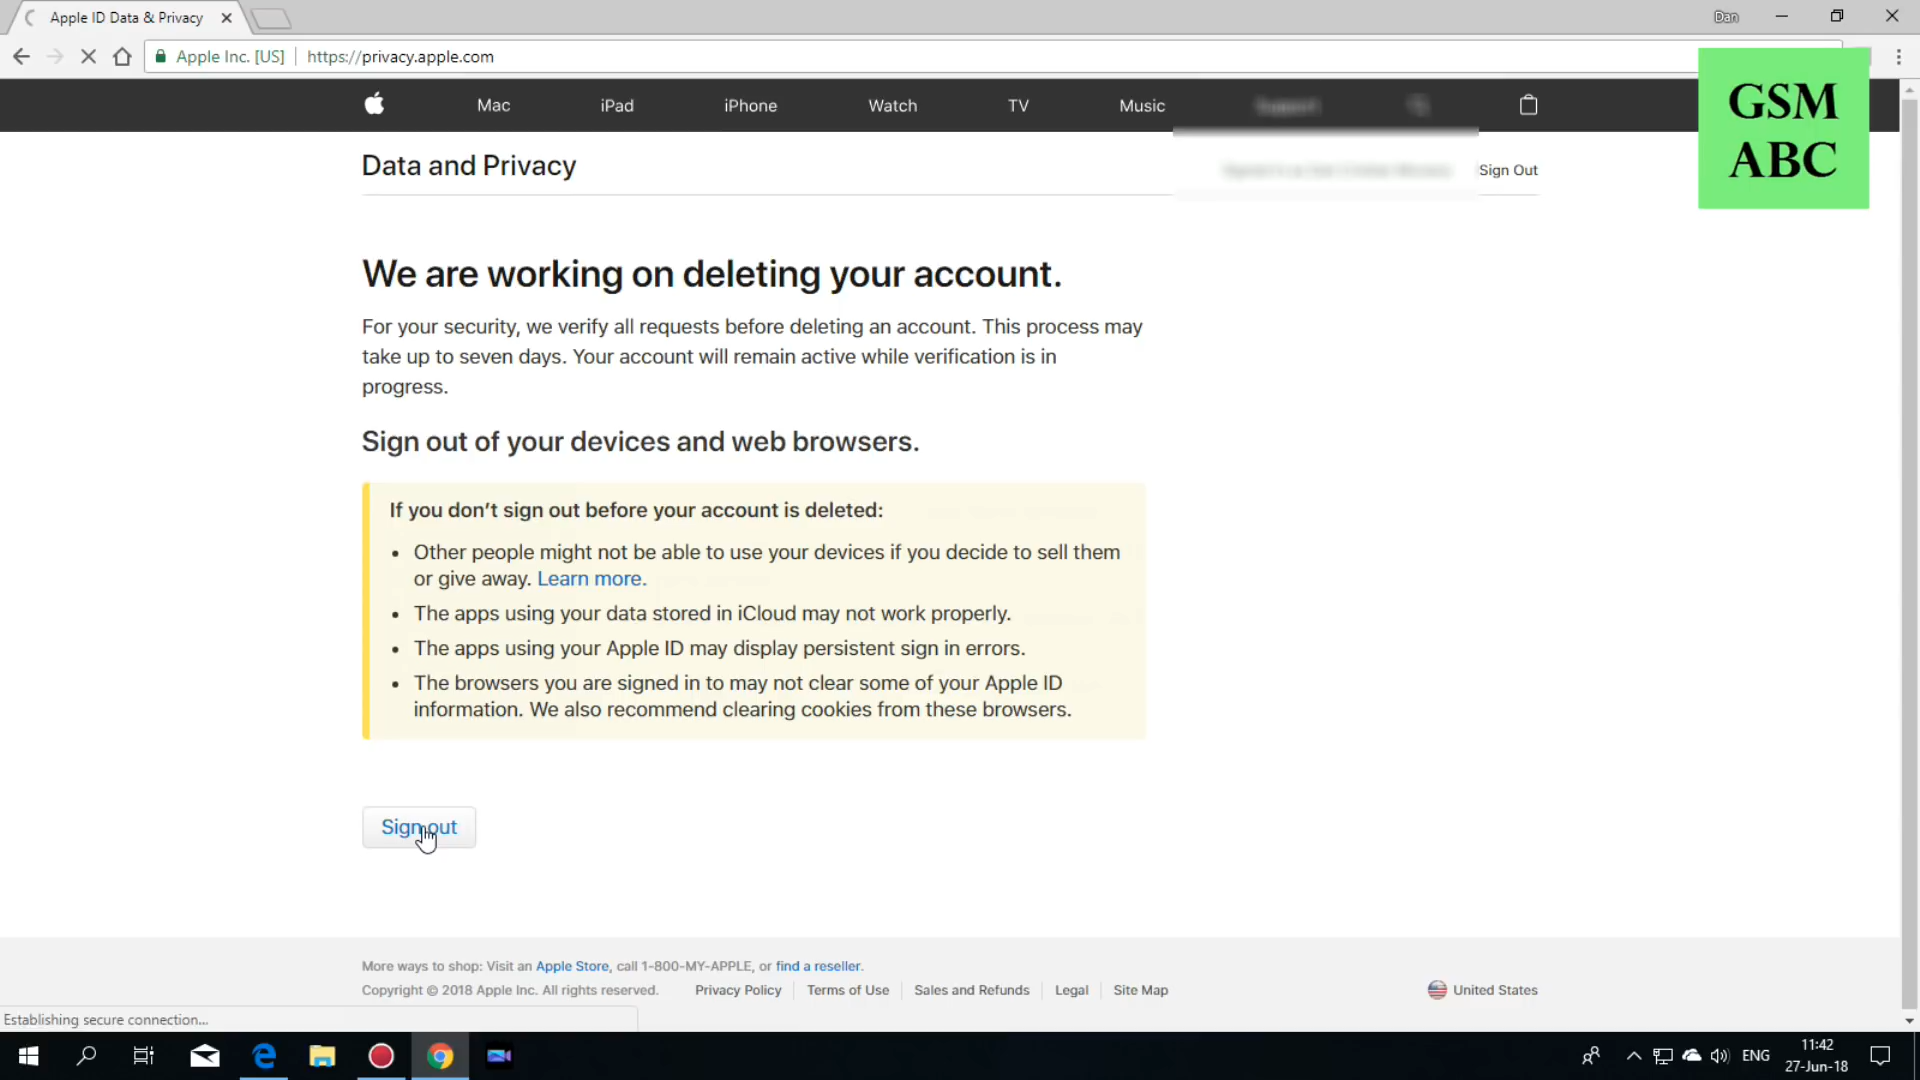 Apple ID Data & Privacy
Dan
Apple Inc. [US]
https://privacy.apple.com
GSM
ABC
Mac
iPad
iPhone
Watch
TV
Music
Support
Data and Privacy
Sign Out
We are working on deleting your account.
For your security, we verify all requests before deleting an account. This process may
take up to seven days. Your account will remain active while verification is in
progress.
Sign out of your devices and web browsers.
If you don’t sign out before your account is deleted:
• Other people might not be able to use your devices if you decide to sell them
or give away. Learn more.
• The apps using your data stored in iCloud may not work properly.
• The apps using your Apple ID may display persistent sign in errors.
• The browsers you are signed in to may not clear some of your Apple ID
information. We also recommend clearing cookies from these browsers.
Sign out
More ways to shop: Visit an Apple Store, call 1-800-MY-APPLE, or find a reseller.
Copyright © 2018 Apple Inc. All rights reserved.
Privacy Policy
Terms of Use
Sales and Refunds
Legal
Site Map
United States
Establishing secure connection...
ENG
11:42
27-Jun-18